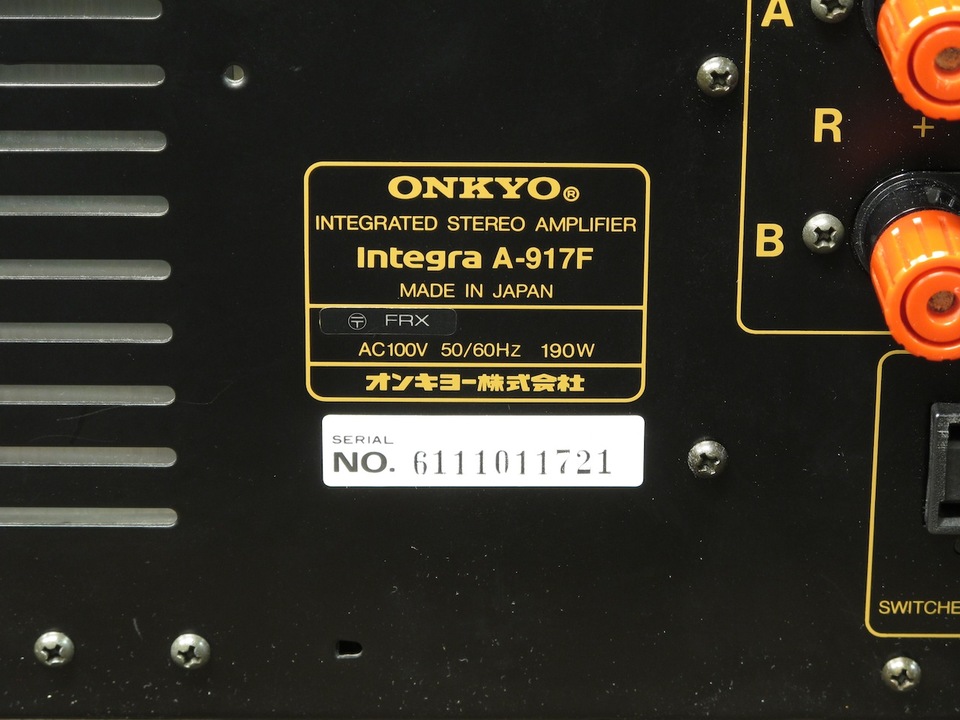 A
R +
B
ONKYO®
INTEGRATED STEREO AMPLIFIER
Integra A-917F
MADE IN JAPAN
〶 FRX
AC100V 50/60Hz 190W
オンキヨー株式会社
SERIAL
NO. 6111011721
SWITCHE